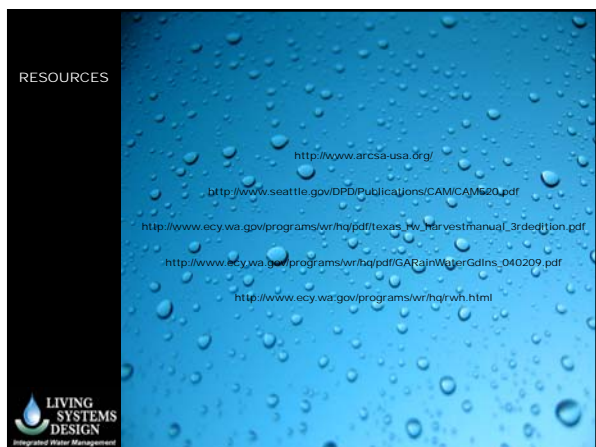 RESOURCES
http://www.arcsa-usa.org/
http://www.seattle.gov/DPD/Publications/CAM/CAM520.pdf
http://www.ecy.wa.gov/programs/wr/hq/pdf/texas_rw_harvestmanual_3rdedition.pdf
http://www.ecy.wa.gov/programs/wr/hq/pdf/GARainWaterGdlns_040209.pdf
http://www.ecy.wa.gov/programs/wr/hq/rwh.html
LIVING
SYSTEMS
DESIGN
Integrated Water Management